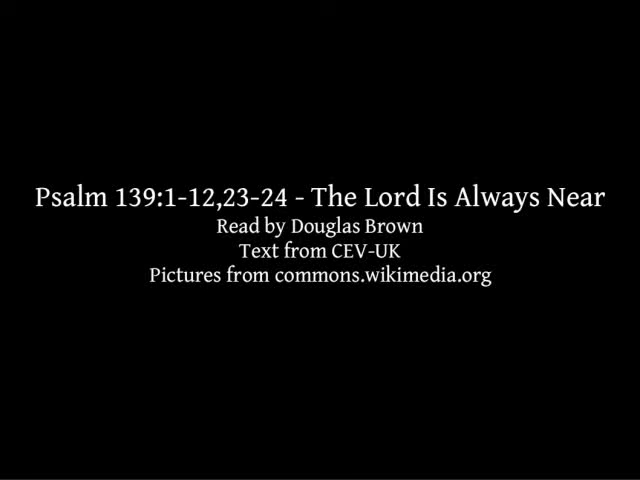 Psalm 139:1-12,23-24 - The Lord Is Always Near
Read by Douglas Brown
Text from CEV-UK
Pictures from commons.wikimedia.org